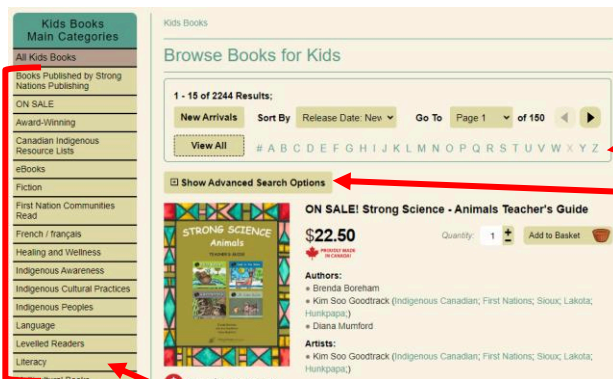 Kids Books
Main Categories
All Kids Books
Books Published by Strong
Nations Publishing
ON SALE
Award-Winning
Canadian Indigenous
Resource Lists
eBooks
Fiction
First Nation Communities
Read
French / français
Healing and Wellness
Indigenous Awareness
Indigenous Cultural Practices
Indigenous Peoples
Language
Levelled Readers
Literacy
Kids Books
Browse Books for Kids
1 - 15 of 2244 Results;
New Arrivals Sort By Release Date: New Go To Page 1 of 150
View All # A B C D E F G H I J K L M N O P Q R S T U V W X Y Z
Show Advanced Search Options
STRONG SCIENCE
Animals
TEACHER'S GUIDE
ON SALE! Strong Science - Animals Teacher's Guide
$22.50 Quantity: 1 Add to Basket
PROUDLY MADE
IN CANADA!
Authors:
Brenda Boreham
Kim Soo Goodtrack (Indigenous Canadian; First Nations; Sioux; Lakota;
Hunkpapa;)
Diana Mumford
Artists:
Kim Soo Goodtrack (Indigenous Canadian; First Nations; Sioux; Lakota;
Hunkpapa;)